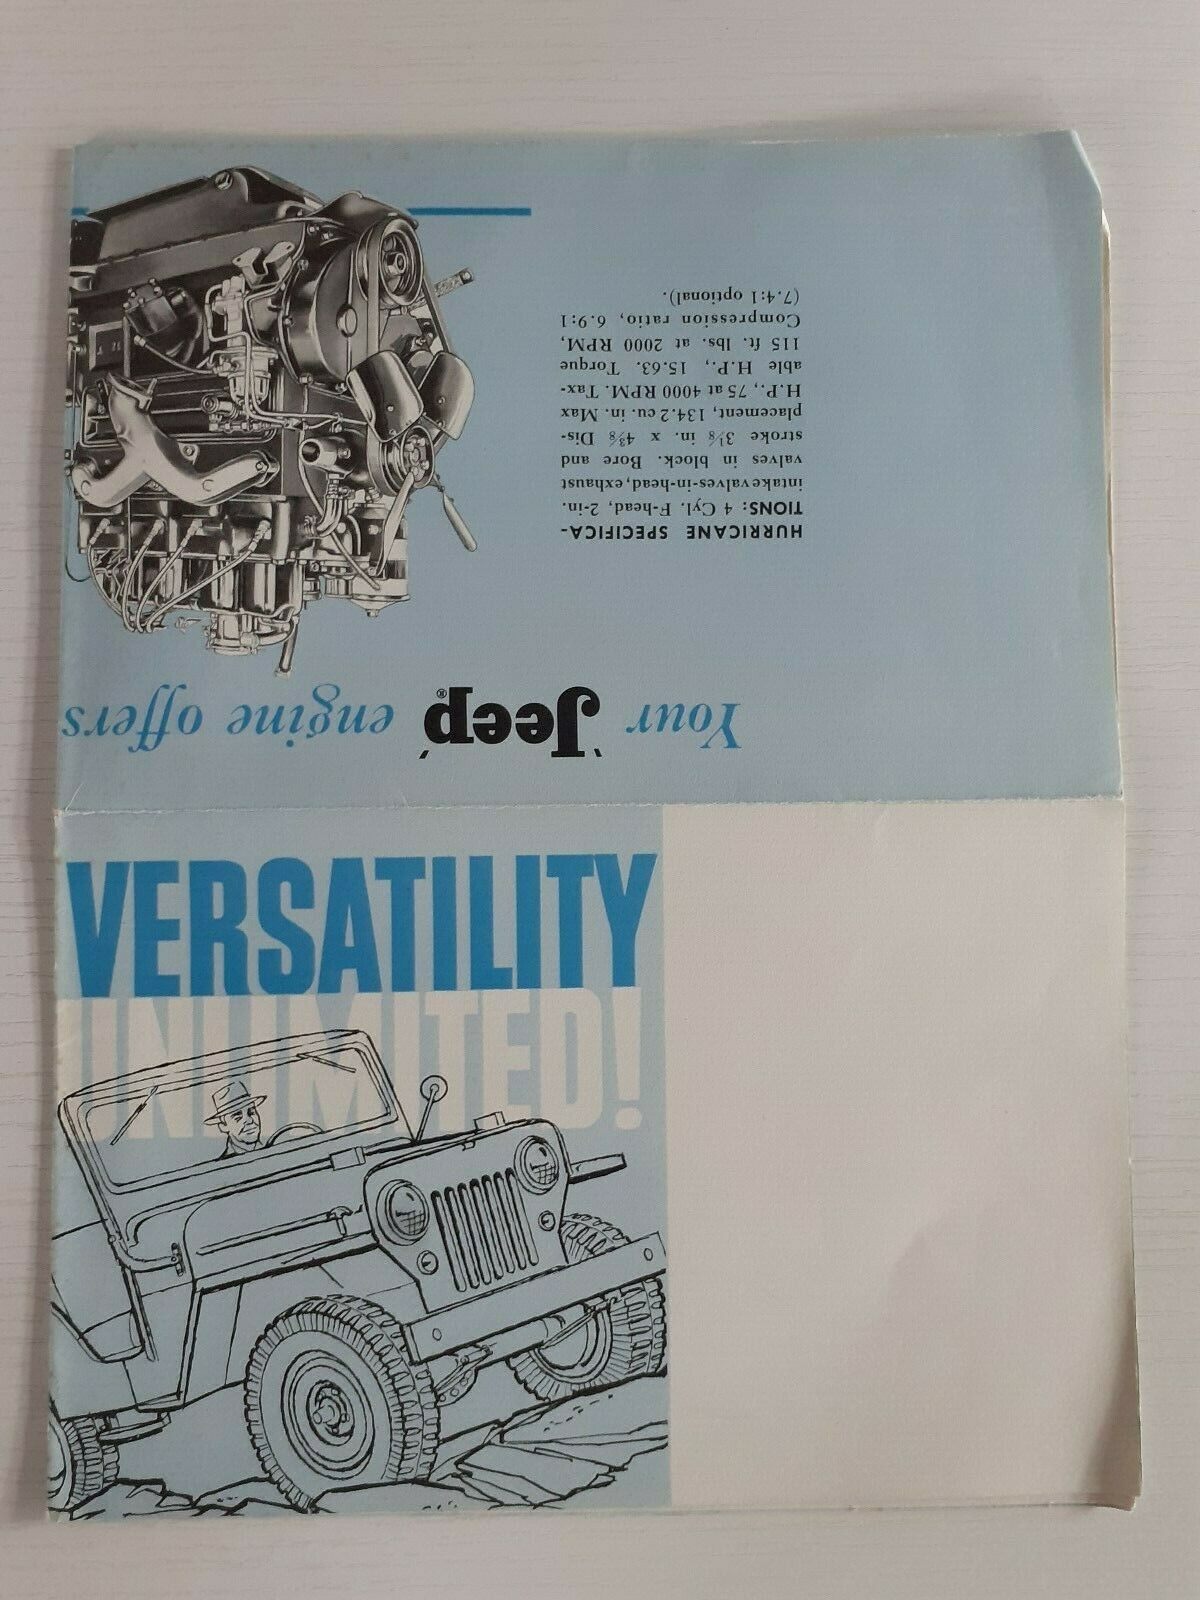 Your 'Jeep'® engine offers
HURRICANE SPECIFICA-
TIONS: 4 Cyl. F-head, 2-in.
intake valves-in-head, exhaust
valves in block. Bore and
stroke 3⅛ in. x 4⅜ Dis-
placement, 134.2 cu. in. Max
H.P., 75 at 4000 RPM. Tax-
able H.P., 15.63. Torque
115 ft. lbs. at 2000 RPM,
Compression ratio, 6.9:1
(7.4:1 optional).
VERSATILITY
UNLIMITED!